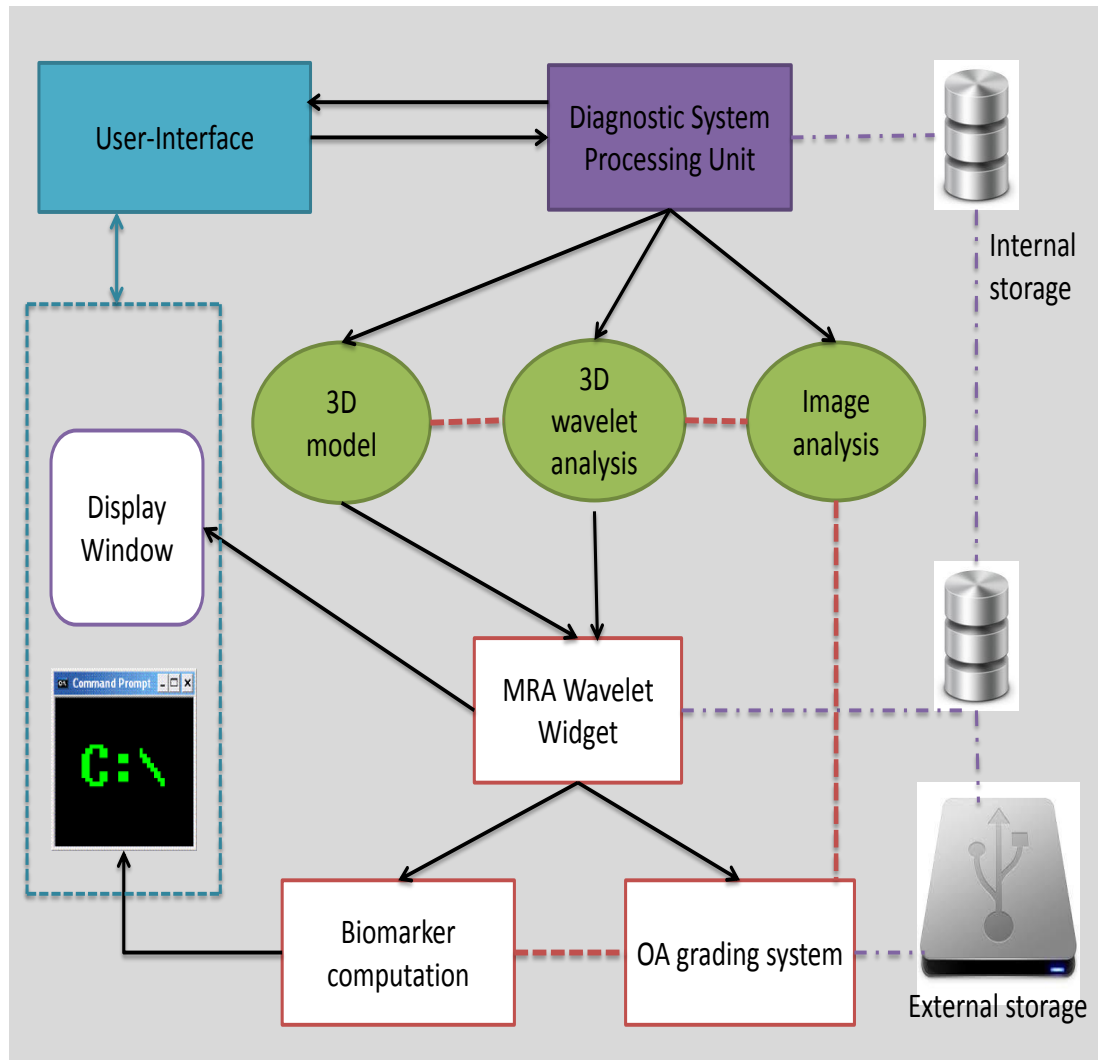 User-Interface
Diagnostic System
Processing Unit
Internal
storage
3D
model
3D
wavelet
analysis
Image
analysis
Display
Window
MRA Wavelet
Widget
Command Prompt
C:\
Biomarker
computation
OA grading system
External storage